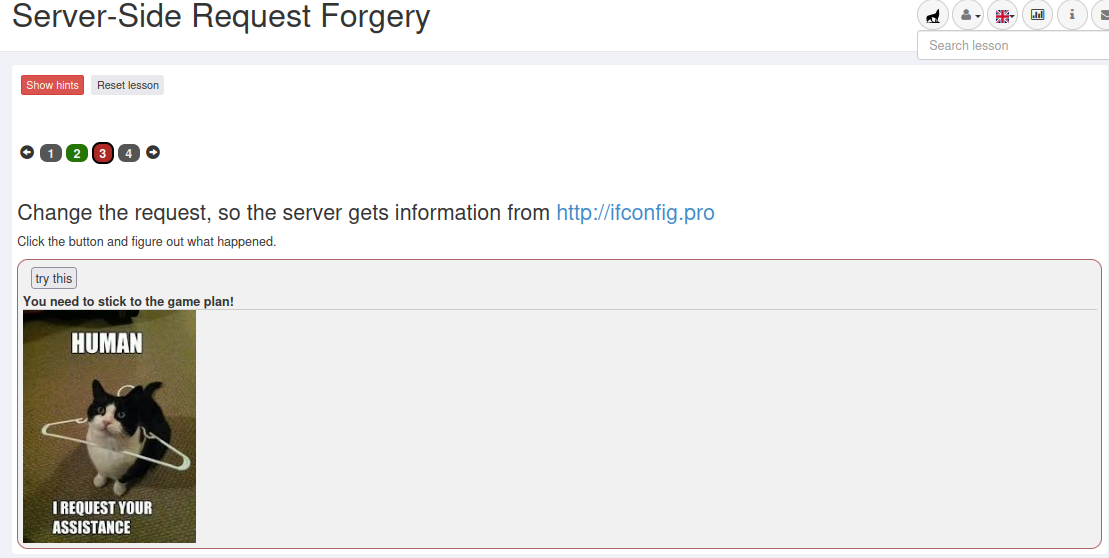 Server-Side Request Forgery
Search lesson
Show hints Reset lesson
1 2 3 4
Change the request, so the server gets information from http://ifconfig.pro
Click the button and figure out what happened.
try this
You need to stick to the game plan!
HUMAN
I REQUEST YOUR
ASSISTANCE